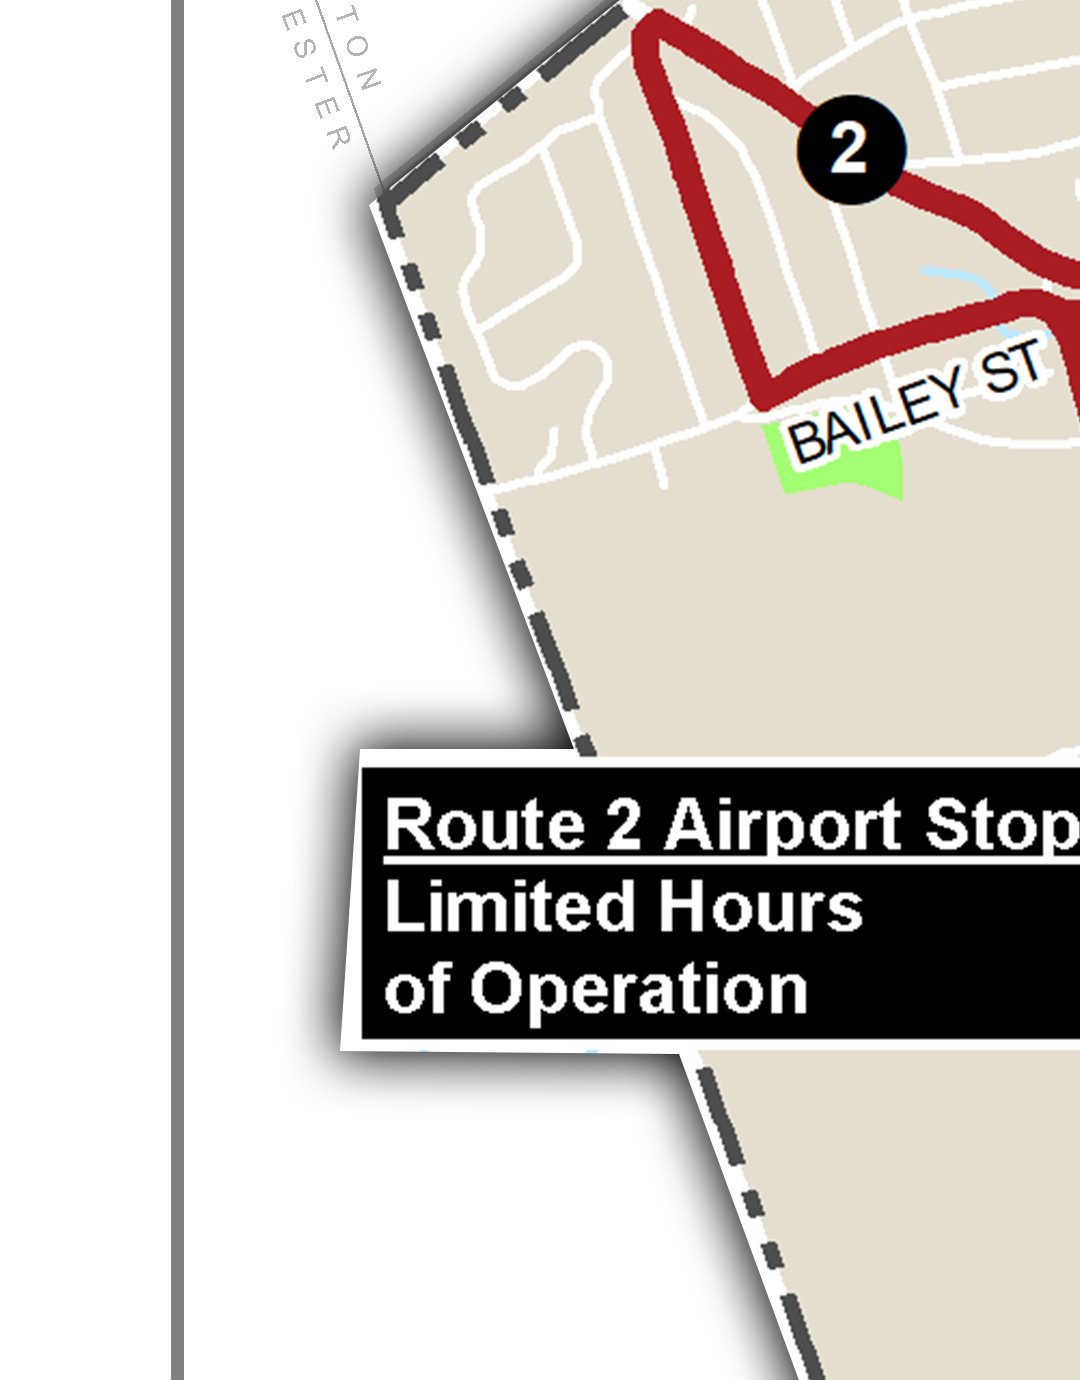 TON
ESTER
2
BAILEY ST
Route 2 Airport Stop
Limited Hours
of Operation